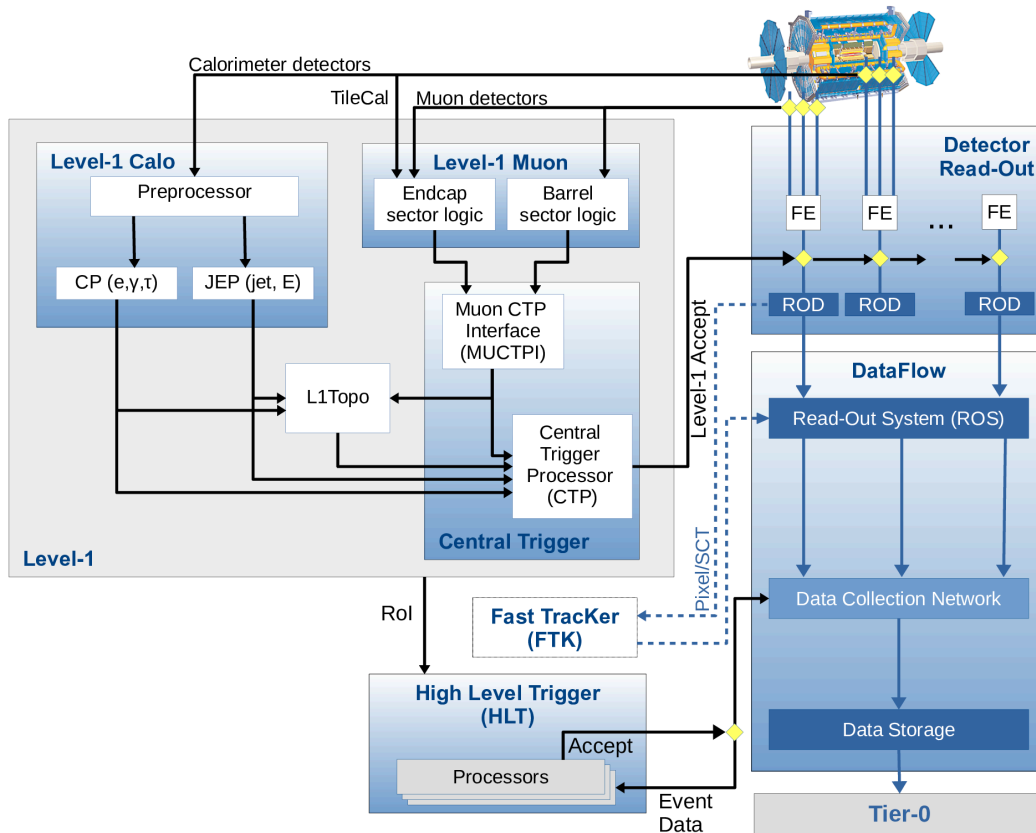 Calorimeter detectors
TileCal
Muon detectors
Level-1 Calo
Preprocessor
CP (e,γ,τ)
JEP (jet, E)
Level-1 Muon
Endcap
sector logic
Barrel
sector logic
Muon CTP
Interface
(MUCTPI)
L1Topo
Central
Trigger
Processor
(CTP)
Central Trigger
Level-1
Level-1 Accept
Detector
Read-Out
FE
FE
...
FE
ROD
ROD
ROD
DataFlow
Read-Out System (ROS)
Data Collection Network
Data Storage
Tier-0
Pixel/SCT
RoI
Fast TracKer
(FTK)
High Level Trigger
(HLT)
Accept
Processors
Event
Data